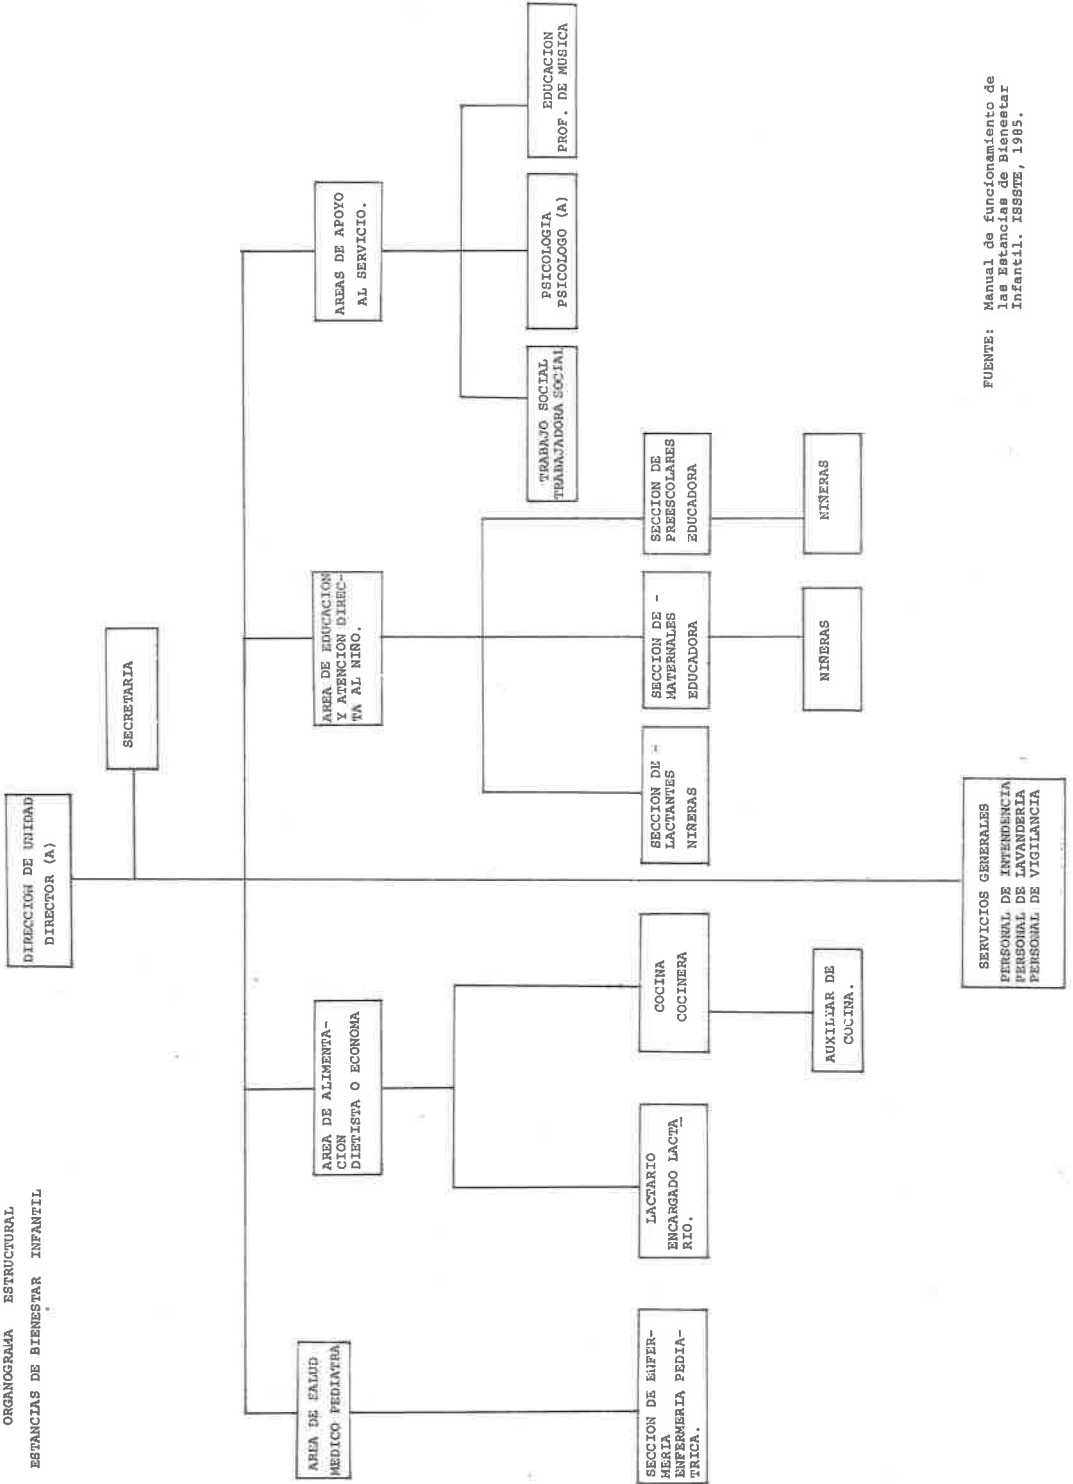 ORGANOGRAMA ESTRUCTURAL
ESTANCIAS DE BIENESTAR INFANTIL
DIRECCION DE UNIDAD
DIRECTOR (A)
SECRETARIA
AREA DE SALUD
MEDICO PEDIATRA
AREA DE ALIMENTA-
CION
DIETISTA O ECONOMA
AREA DE EDUCACION
Y ATENCION DIREC-
TA AL NIÑO.
AREAS DE APOYO
AL SERVICIO.
TRABAJO SOCIAL
TRABAJADORA SOCIAL
PSICOLOGIA
PSICOLOGO (A)
EDUCACION
PROF. DE MUSICA
SECCION DE ENFER-
MERIA
ENFERMERIA PEDIA-
TRICA.
LACTARIO
ENCARGADO LACTA_
RIO.
COCINA
COCINERA
SECCION DE -
LACTANTES
NIÑERAS
SECCION DE -
MATERNALES
EDUCADORA
SECCION DE
PREESCOLARES
EDUCADORA
AUXILIAR DE
COCINA.
NIÑERAS
NIÑERAS
SERVICIOS GENERALES
PERSONAL DE INTENDENCIA
PERSONAL DE LAVANDERIA
PERSONAL DE VIGILANCIA
FUENTE: Manual de funcionamiento de
las Estancias de Bienestar
Infantil. ISSSTE, 1985.